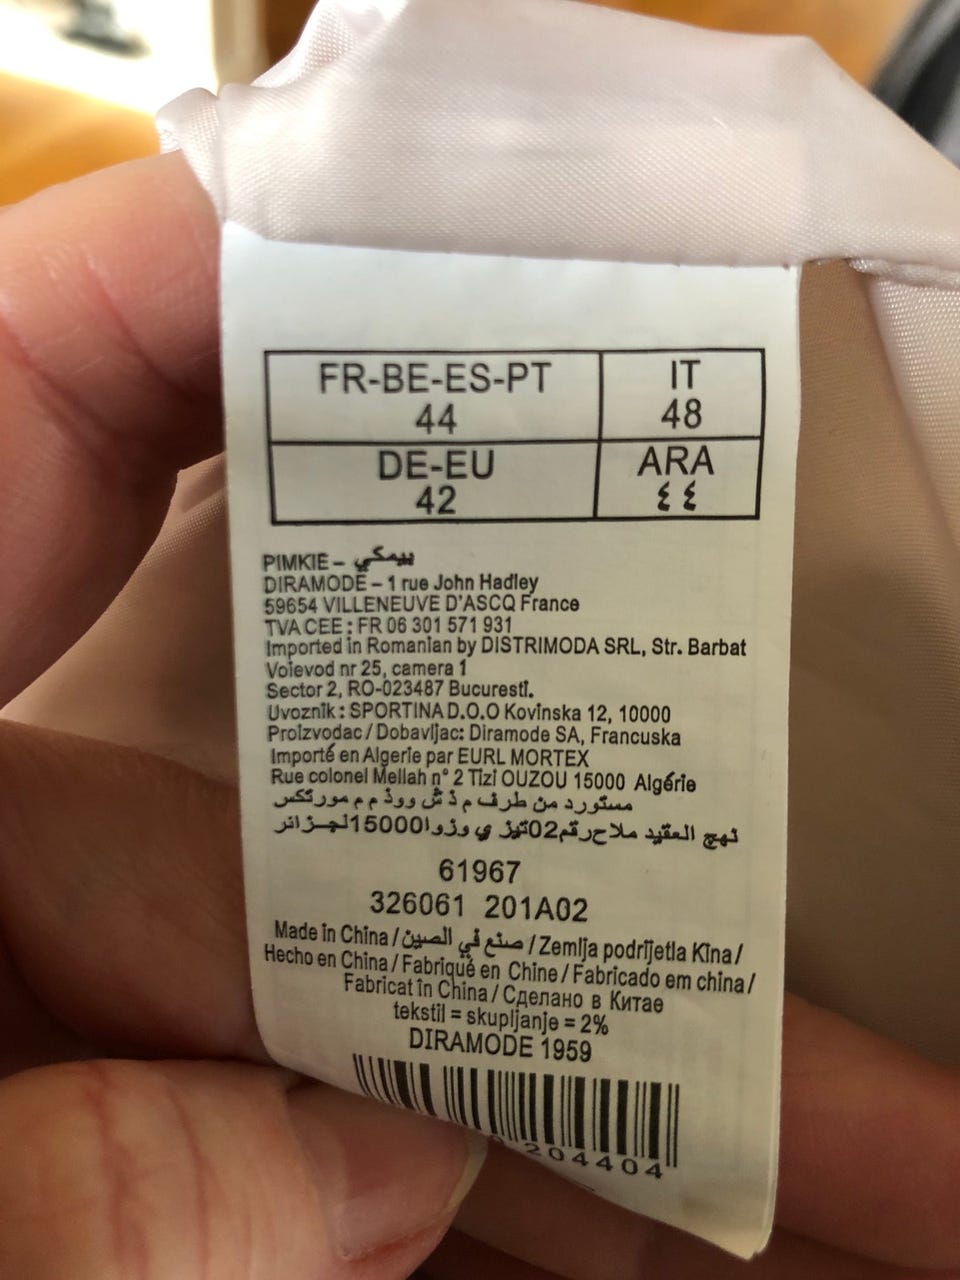 FR-BE-ES-PT
44
IT
48
DE-EU
42
ARA
٤٤
PIMKIE – بيمكي
DIRAMODE – 1 rue John Hadley
59654 VILLENEUVE D'ASCQ France
TVA CEE : FR 06 301 571 931
Imported in Romanian by DISTRIMODA SRL, Str. Barbat
Voievod nr 25, camera 1
Sector 2, RO-023487 Bucuresti.
Uvoznik : SPORTINA D.O.O Kovinska 12, 10000
Proizvodac / Dobavljac: Diramode SA, Francuska
Importé en Algerie par EURL MORTEX
Rue colonel Mellah n° 2 Tizi OUZOU 15000 Algérie
مستورد من طرف م ذ ش وو ذ م م مورتكس
نهج العقيد ملاح رقم02 تيزي وزو15000الجزائر
61967
326061 201A02
Made in China / صنع في الصين / Zemlja podrijetla Kina /
Hecho en China / Fabriqué en Chine / Fabricado em china /
Fabricat în China / Сделано в Китае
tekstil = skupljanje = 2%
DIRAMODE 1959
204404